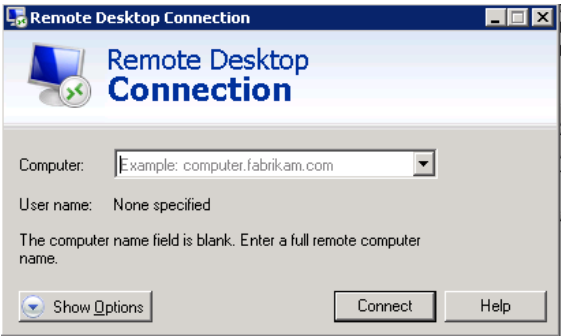 Remote Desktop Connection
Remote Desktop
Connection
Computer:
Example: computer.fabrikam.com
User name: None specified
The computer name field is blank. Enter a full remote computer
name.
Show Options
Connect
Help